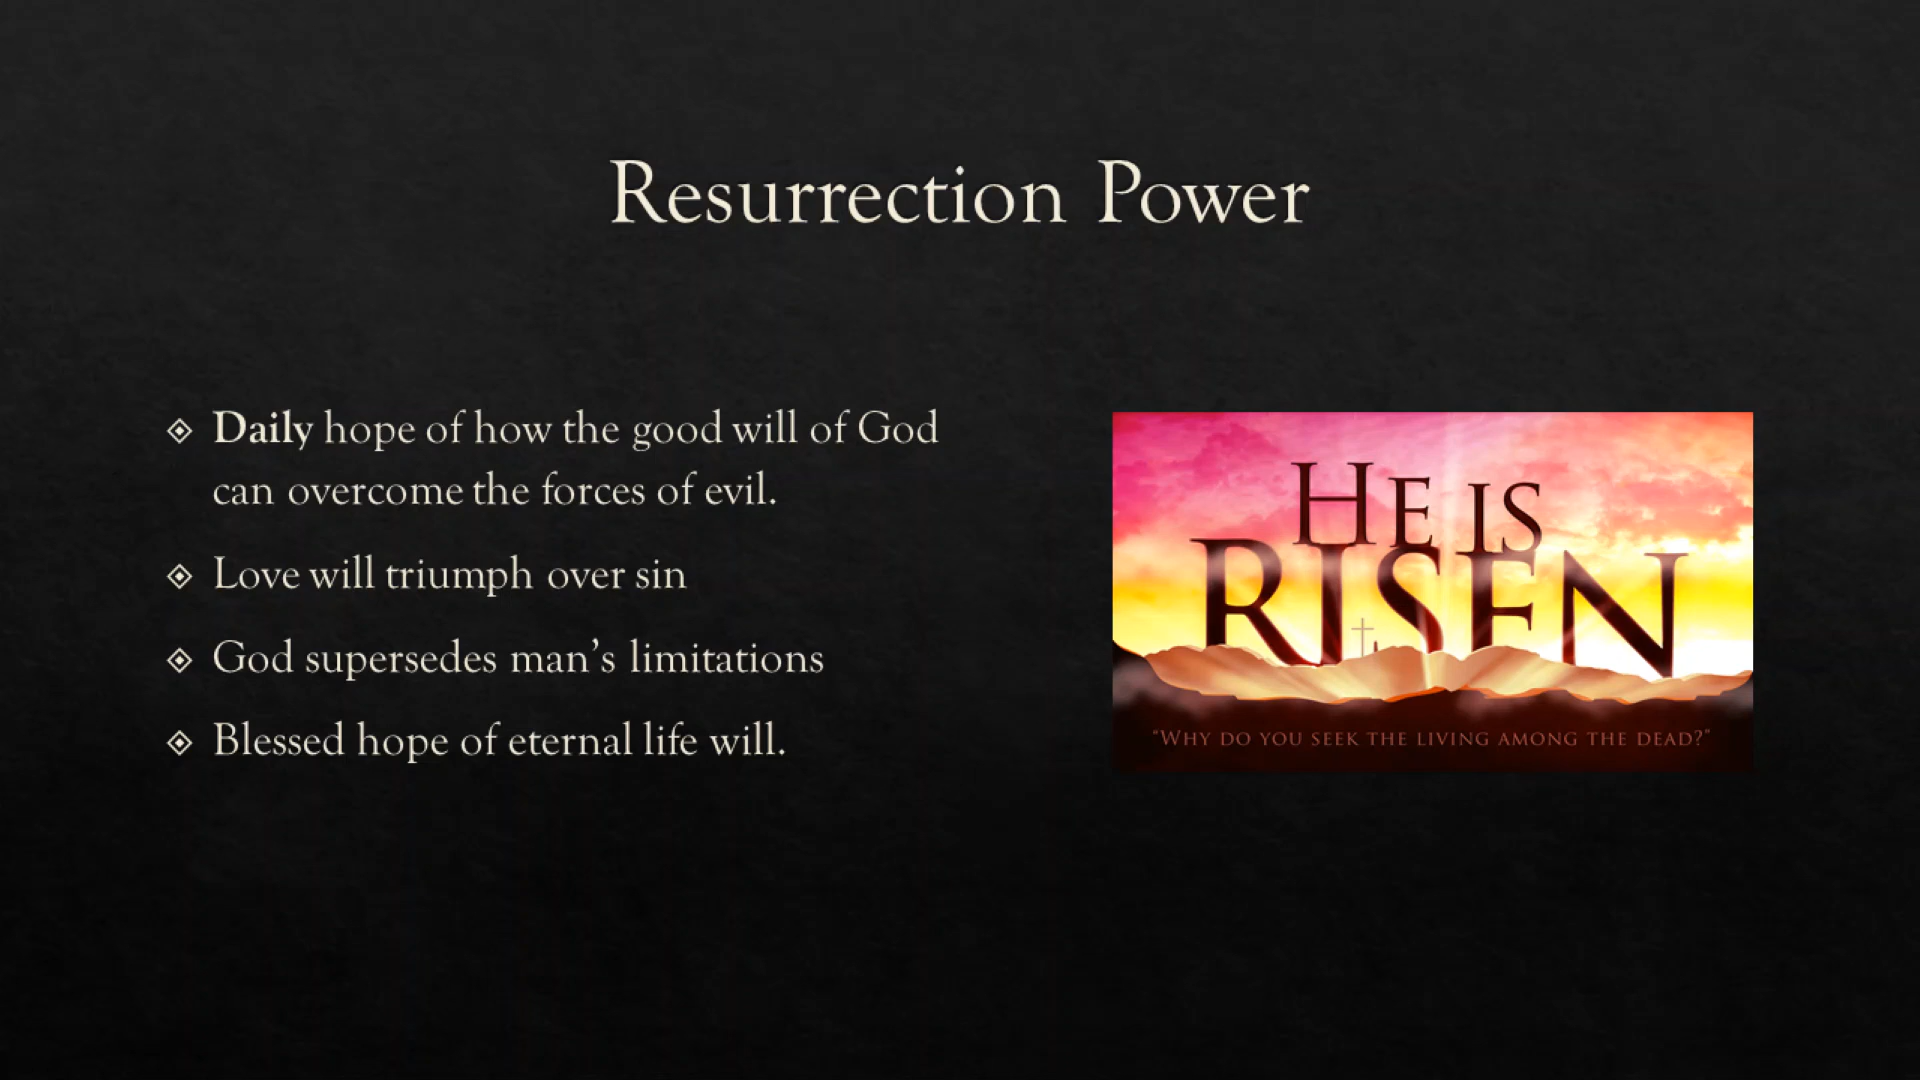 Resurrection Power
Daily hope of how the good will of God
can overcome the forces of evil.
Love will triumph over sin
God supersedes man’s limitations
Blessed hope of eternal life will.
HE IS
RISEN
“WHY DO YOU SEEK THE LIVING AMONG THE DEAD?”